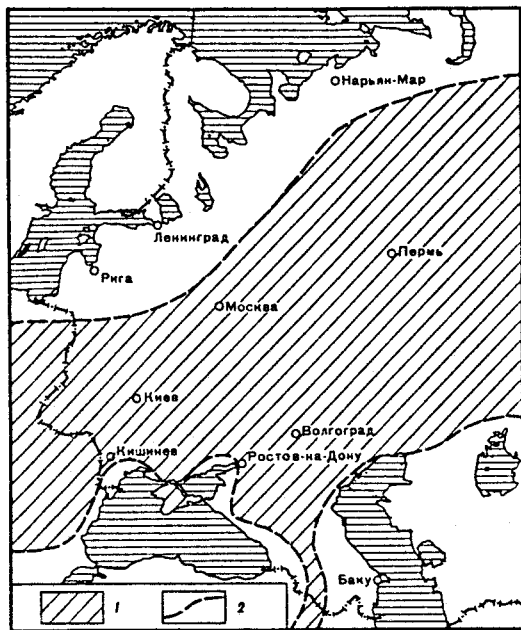 Нарьян-Мар
Ленинград
Пермь
Рига
Москва
Киев
Волгоград
Кишинев
Ростов-на-Дону
Баку
1
2